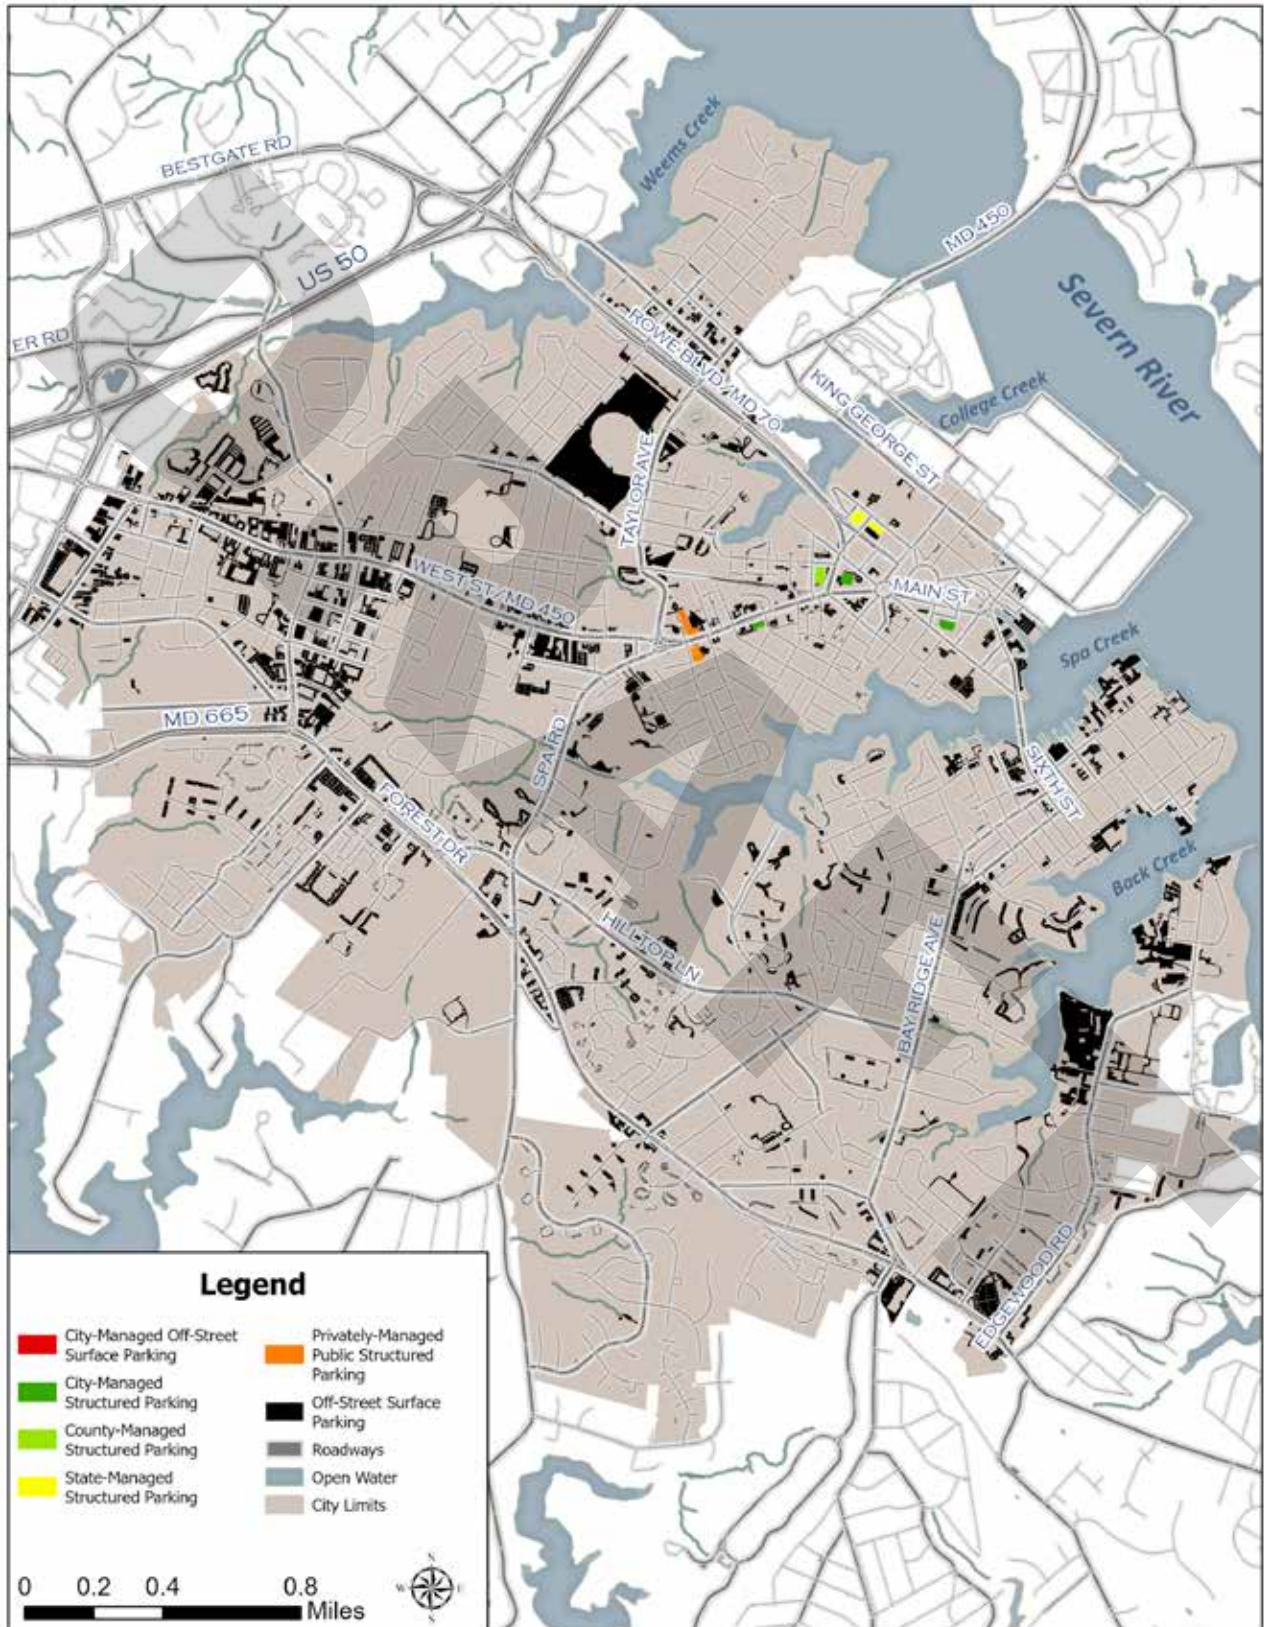 Weems Creek
BESTGATE RD
MD 450
US 50
Severn River
ER RD
ROWE BLVD/MD 70
KING GEORGE ST
College Creek
TAYLOR AVE
WEST ST/MD 450
MAIN ST
Spa Creek
MD 665
SPA RD
SIXTH ST
FOREST DR
Back Creek
HILLTOP LN
BAY RIDGE AVE
EDGEWOOD RD
DRAFT
Legend
City-Managed Off-Street
Surface Parking
City-Managed
Structured Parking
County-Managed
Structured Parking
State-Managed
Structured Parking
Privately-Managed
Public Structured
Parking
Off-Street Surface
Parking
Roadways
Open Water
City Limits
0 0.2 0.4 0.8
Miles